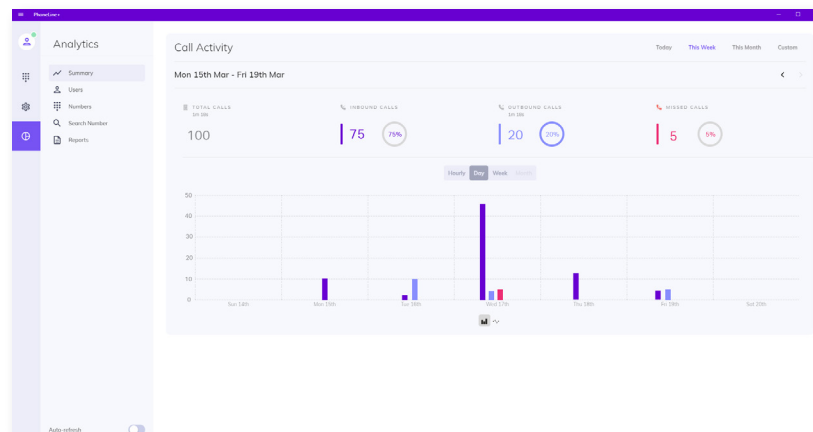 PhoneLine+
Analytics
Summary
Users
Numbers
Search Number
Reports
Auto-refresh
Call Activity
Today
This Week
This Month
Custom
Mon 15th Mar - Fri 19th Mar
TOTAL CALLS
100
INBOUND CALLS
75
75%
OUTBOUND CALLS
20
20%
MISSED CALLS
5
5%
Hourly
Day
Week
Month
50
40
30
20
10
0
Sun 14th
Mon 15th
Tue 16th
Wed 17th
Thu 18th
Fri 19th
Sat 20th